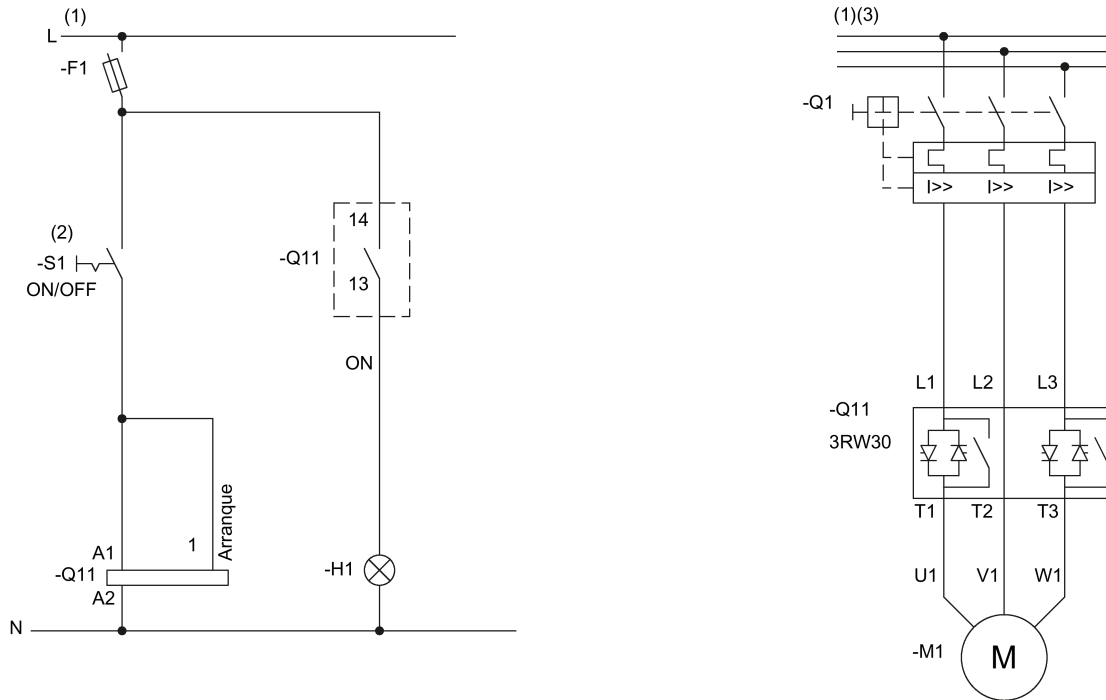 (1)
L
-F1
(2)
-S1
ON/OFF
14
-Q11
13
ON
A1
1
Arranque
-Q11
A2
-H1
N
(1)(3)
-Q1
I>> I>> I>>
L1 L2 L3
-Q11
3RW30
T1 T2 T3
U1 V1 W1
-M1
M